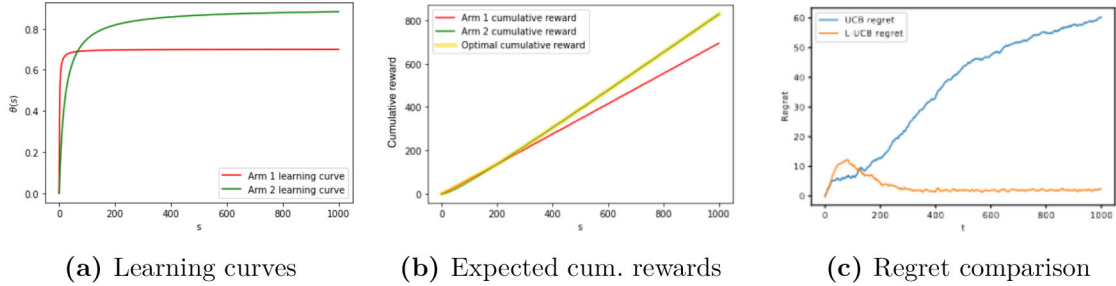 0.8
0.6
0.4
0.2
0.0
θ(s)
Arm 1 learning curve
Arm 2 learning curve
0 200 400 600 800 1000
s
(a) Learning curves
800
600
400
200
0
Cumulative reward
Arm 1 cumulative reward
Arm 2 cumulative reward
Optimal cumulative reward
0 200 400 600 800 1000
s
(b) Expected cum. rewards
60
50
40
30
20
10
0
Regret
UCB regret
L-UCB regret
0 200 400 600 800 1000
t
(c) Regret comparison